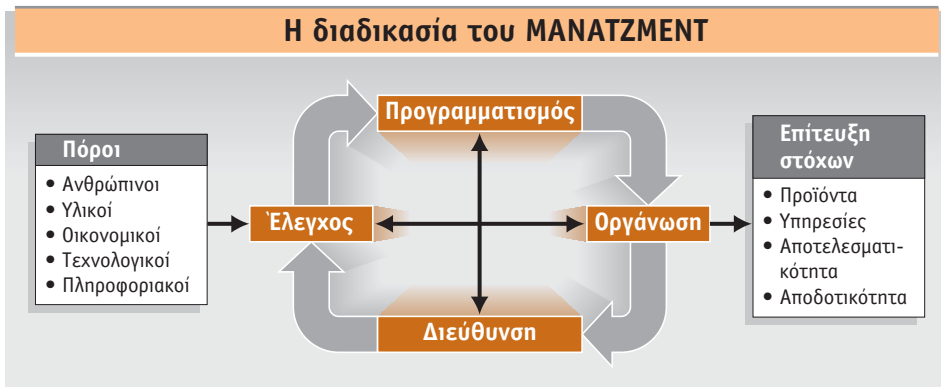 Η διαδικασία του ΜΑΝΑΤΖΜΕΝΤ
Προγραμματισμός
Πόροι
• Ανθρώπινοι
• Υλικοί
• Οικονομικοί
• Τεχνολογικοί
• Πληροφοριακοί
Έλεγχος
Οργάνωση
Διεύθυνση
Επίτευξη
στόχων
• Προϊόντα
• Υπηρεσίες
• Αποτελεσματι-
κότητα
• Αποδοτικότητα